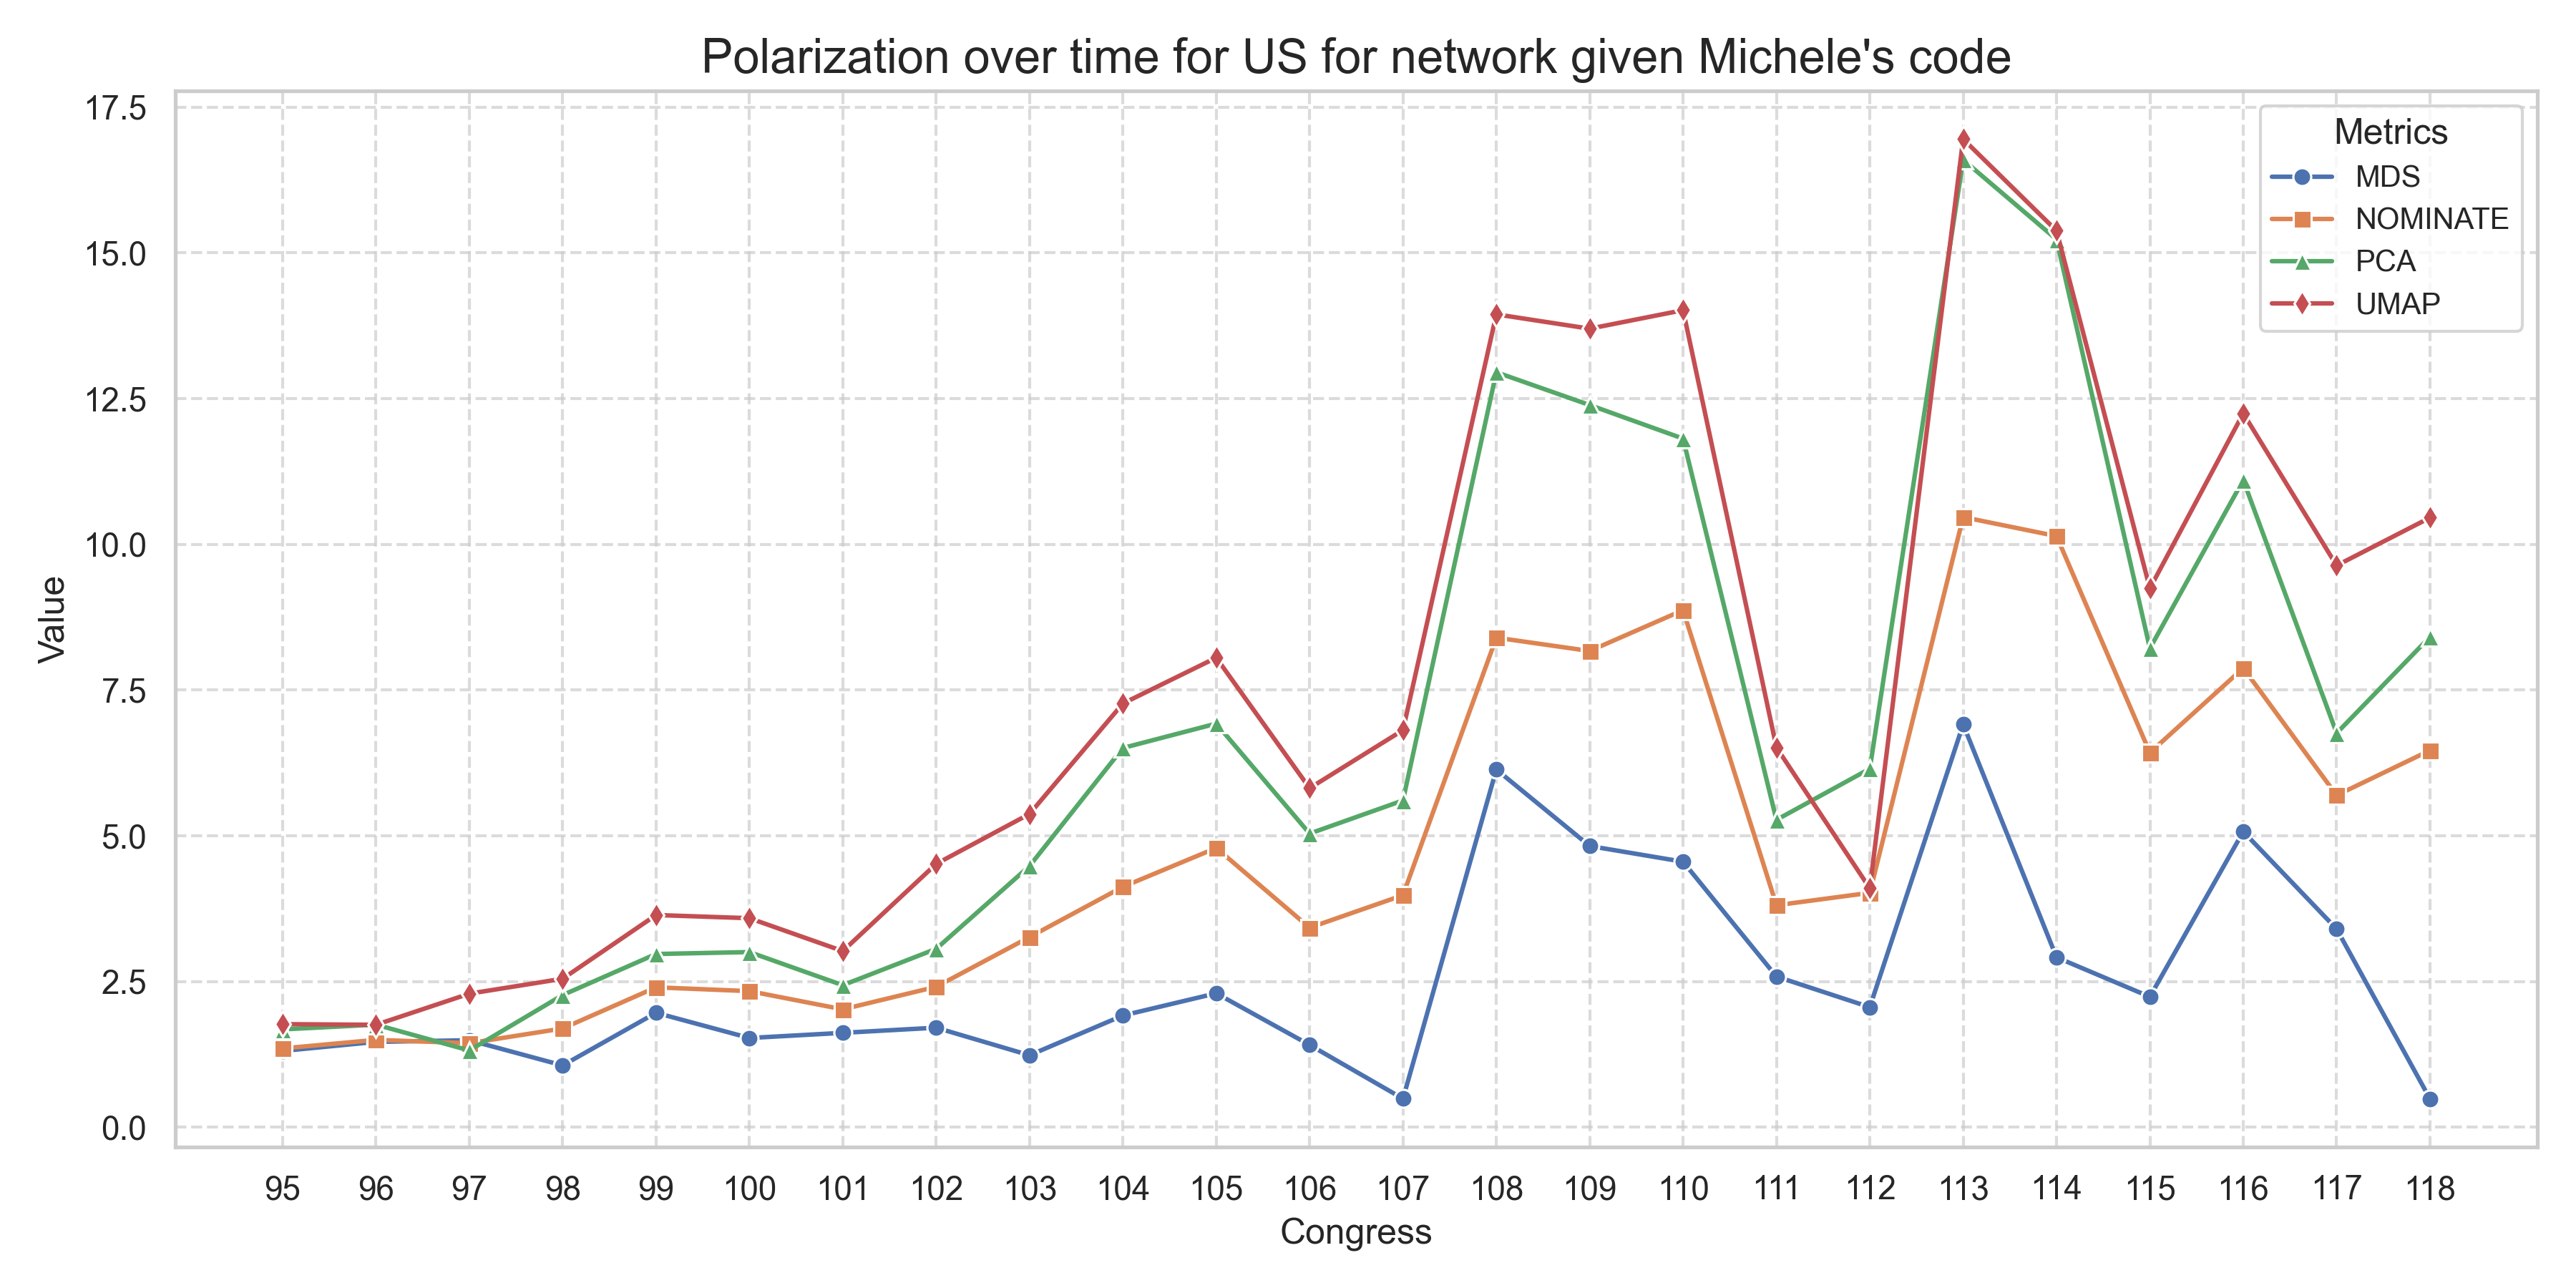 Polarization over time for US for network given Michele's code
17.5
15.0
12.5
10.0
7.5
5.0
2.5
0.0
Value
Metrics
MDS
NOMINATE
PCA
UMAP
95 96 97 98 99 100 101 102 103 104 105 106 107 108 109 110 111 112 113 114 115 116 117 118
Congress